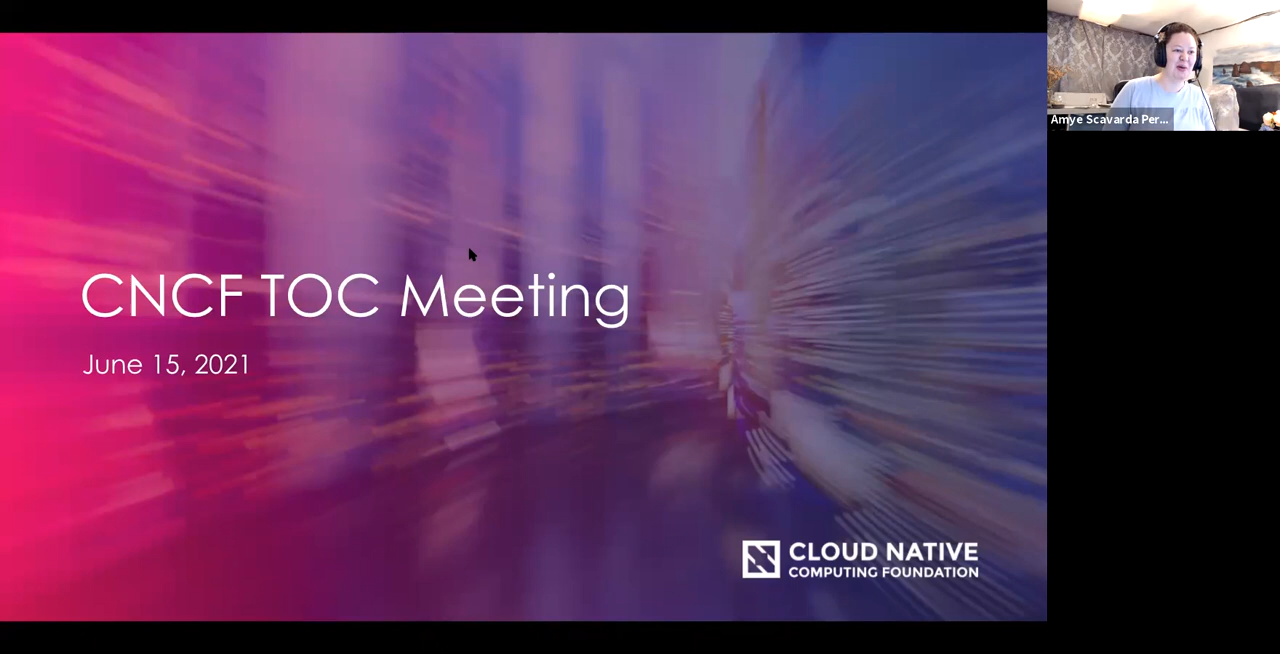 Amye Scavarda Per...
CNCF TOC Meeting
June 15, 2021
CLOUD NATIVE
COMPUTING FOUNDATION